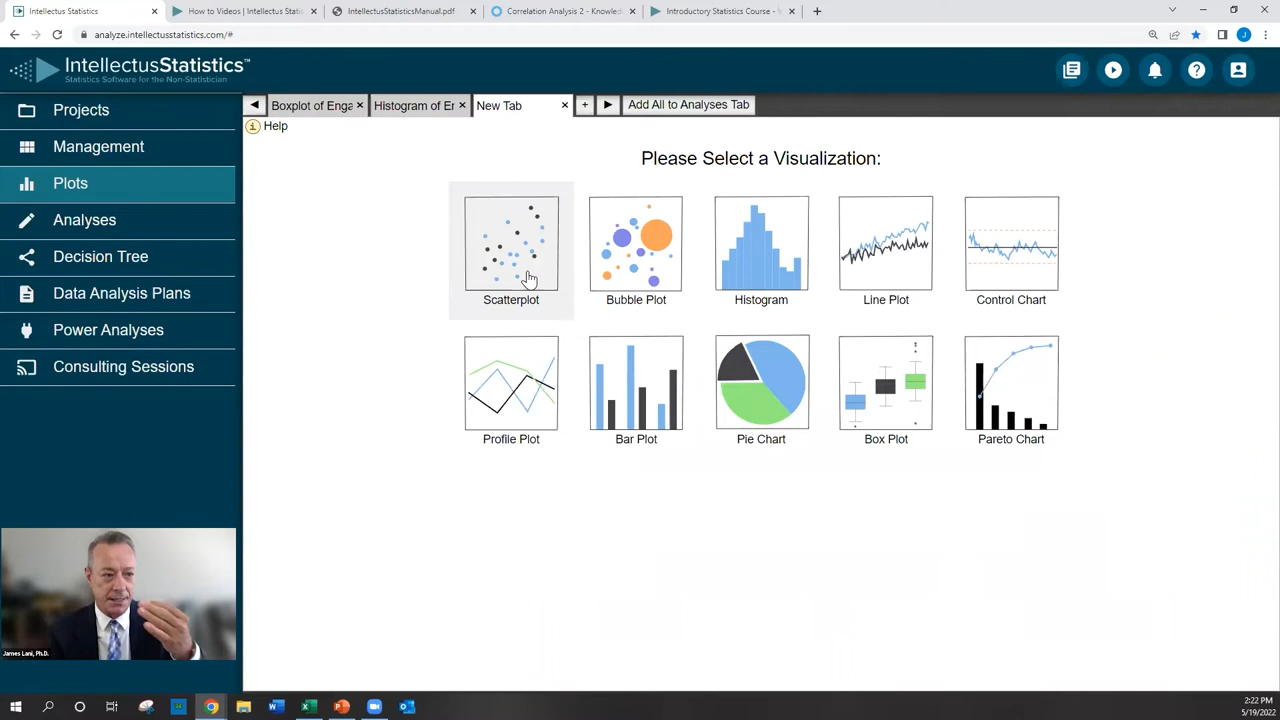 Intellectus Statistics
How to Videos | Intellectus Statis
IntellectusStatisticsManual.pdf
Correlation Analysis 2 - Knowled
Introductory Statistics Course - V
analyze.intellectusstatistics.com/#
IntellectusStatistics™
Statistics Software for the Non-Statistician
Projects
Management
Plots
Analyses
Decision Tree
Data Analysis Plans
Power Analyses
Consulting Sessions
Boxplot of Enga
Histogram of Er
New Tab
Add All to Analyses Tab
Help
Please Select a Visualization:
Scatterplot
Bubble Plot
Histogram
Line Plot
Control Chart
Profile Plot
Bar Plot
Pie Chart
Box Plot
Pareto Chart
James Lani, Ph.D.
2:22 PM
5/19/2022